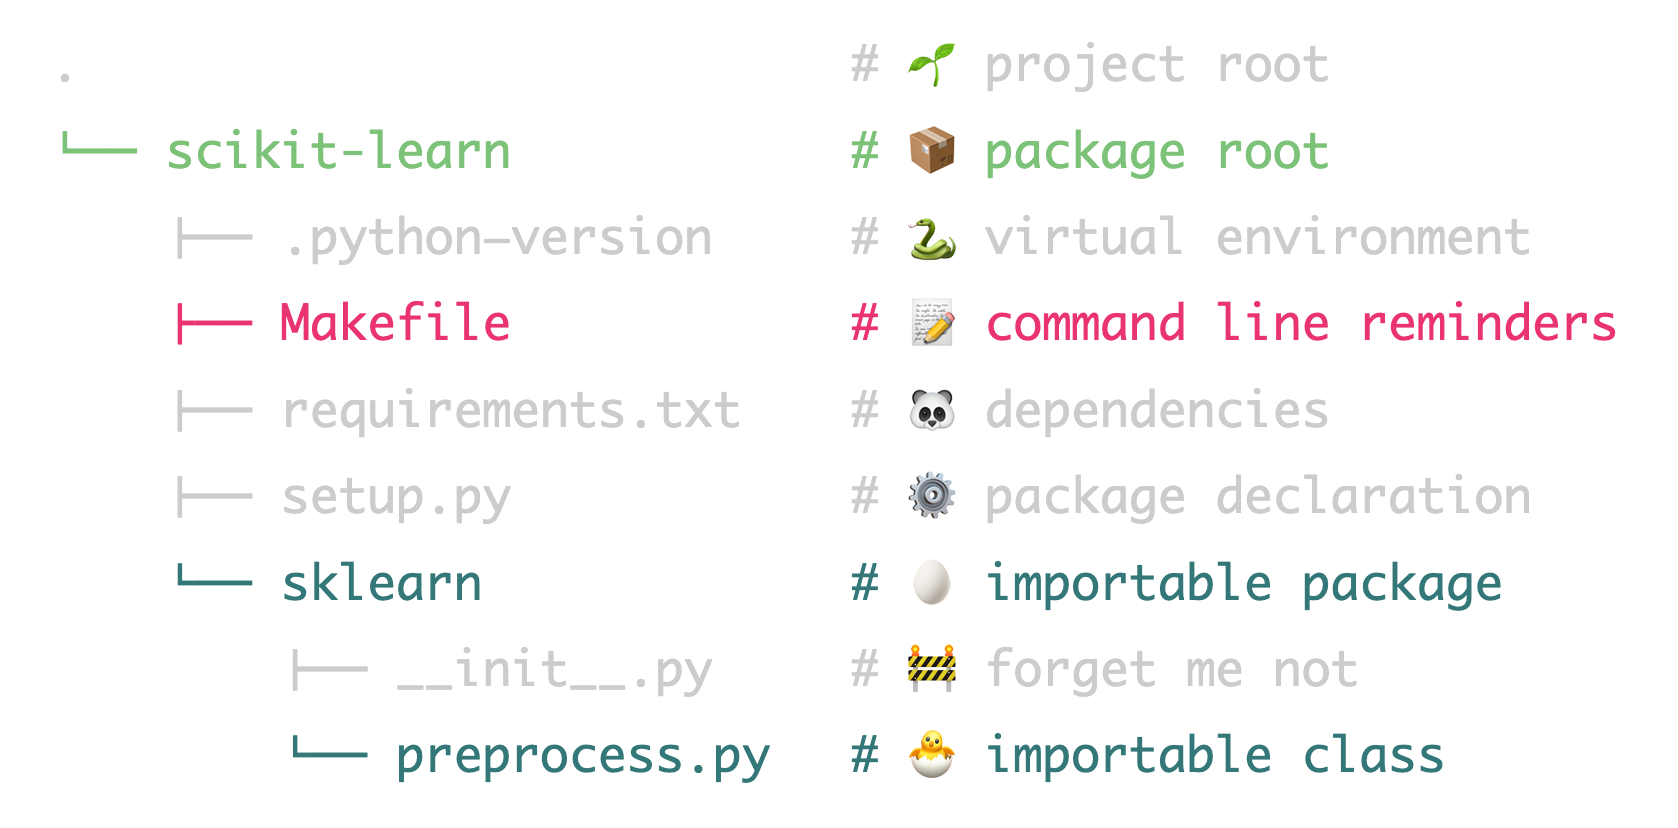 . # 🌱 project root
└── scikit-learn # 📦 package root
├── .python–version # 🐍 virtual environment
├── Makefile # 📝 command line reminders
├── requirements.txt # 🐼 dependencies
├── setup.py # ⚙️ package declaration
└── sklearn # 🥚 importable package
├── __init__.py # 🚧 forget me not
└── preprocess.py # 🐣 importable class